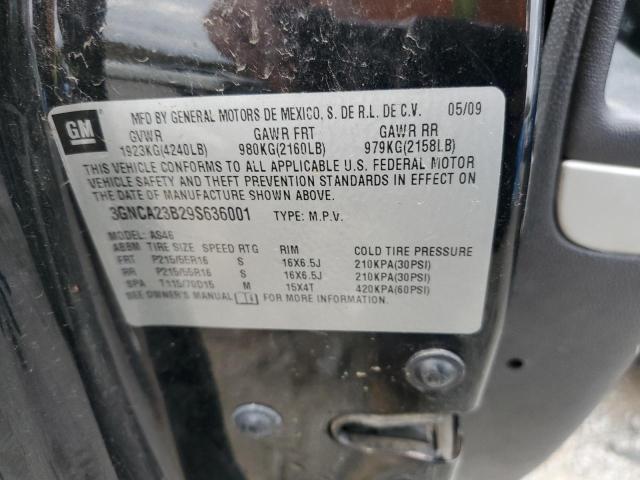 GM
MFD BY GENERAL MOTORS DE MEXICO, S. DE R.L. DE C.V. 05/09
GVWR GAWR FRT GAWR RR
1923KG(4240LB) 980KG(2160LB) 979KG(2158LB)
THIS VEHICLE CONFORMS TO ALL APPLICABLE U.S. FEDERAL MOTOR
VEHICLE SAFETY AND THEFT PREVENTION STANDARDS IN EFFECT ON
THE DATE OF MANUFACTURE SHOWN ABOVE.
3GNCA23B29S636001 TYPE: M.P.V.
MODEL: AS46
ABBM TIRE SIZE SPEED RTG RIM COLD TIRE PRESSURE
FRT P215/55R16 S 16X6.5J 210KPA(30PSI)
RR P215/55R16 S 16X6.5J 210KPA(30PSI)
SPA T115/70D15 M 15X4T 420KPA(60PSI)
SEE OWNER'S MANUAL FOR MORE INFORMATION.